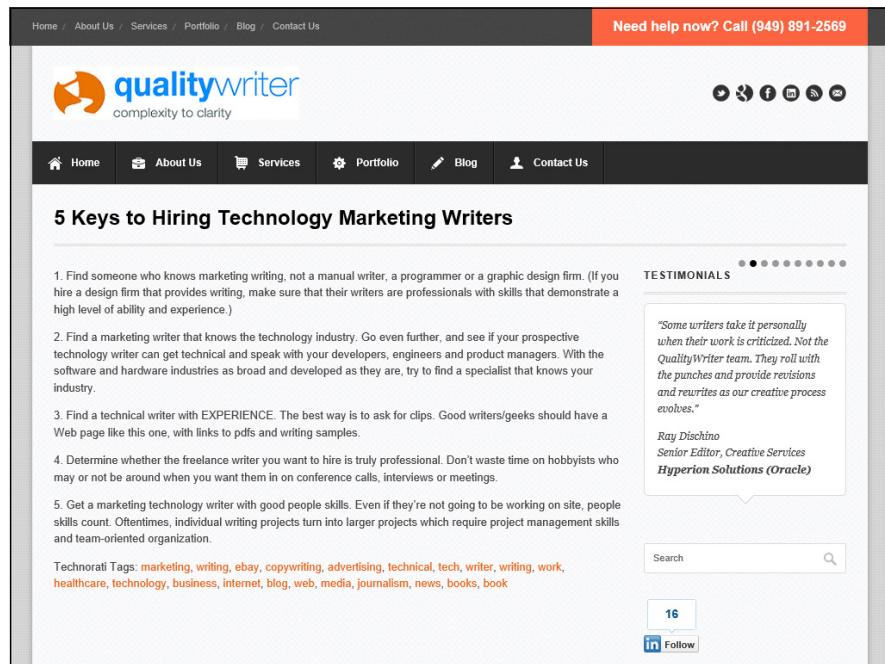 Home / About Us / Services / Portfolio / Blog / Contact Us
Need help now? Call (949) 891-2569
qualitywriter
complexity to clarity
Home
About Us
Services
Portfolio
Blog
Contact Us
5 Keys to Hiring Technology Marketing Writers
1. Find someone who knows marketing writing, not a manual writer, a programmer or a graphic design firm. (If you
hire a design firm that provides writing, make sure that their writers are professionals with skills that demonstrate a
high level of ability and experience.)
2. Find a marketing writer that knows the technology industry. Go even further, and see if your prospective
technology writer can get technical and speak with your developers, engineers and product managers. With the
software and hardware industries as broad and developed as they are, try to find a specialist that knows your
industry.
3. Find a technical writer with EXPERIENCE. The best way is to ask for clips. Good writers/geeks should have a
Web page like this one, with links to pdfs and writing samples.
4. Determine whether the freelance writer you want to hire is truly professional. Don't waste time on hobbyists who
may or not be around when you want them in on conference calls, interviews or meetings.
5. Get a marketing technology writer with good people skills. Even if they're not going to be working on site, people
skills count. Oftentimes, individual writing projects turn into larger projects which require project management skills
and team-oriented organization.
Technorati Tags: marketing, writing, ebay, copywriting, advertising, technical, tech, writer, writing, work,
healthcare, technology, business, internet, blog, web, media, journalism, news, books, book
TESTIMONIALS
"Some writers take it personally
when their work is criticized. Not the
QualityWriter team. They roll with
the punches and provide revisions
and rewrites as our creative process
evolves."
Ray Dischino
Senior Editor, Creative Services
Hyperion Solutions (Oracle)
Search
16
in Follow